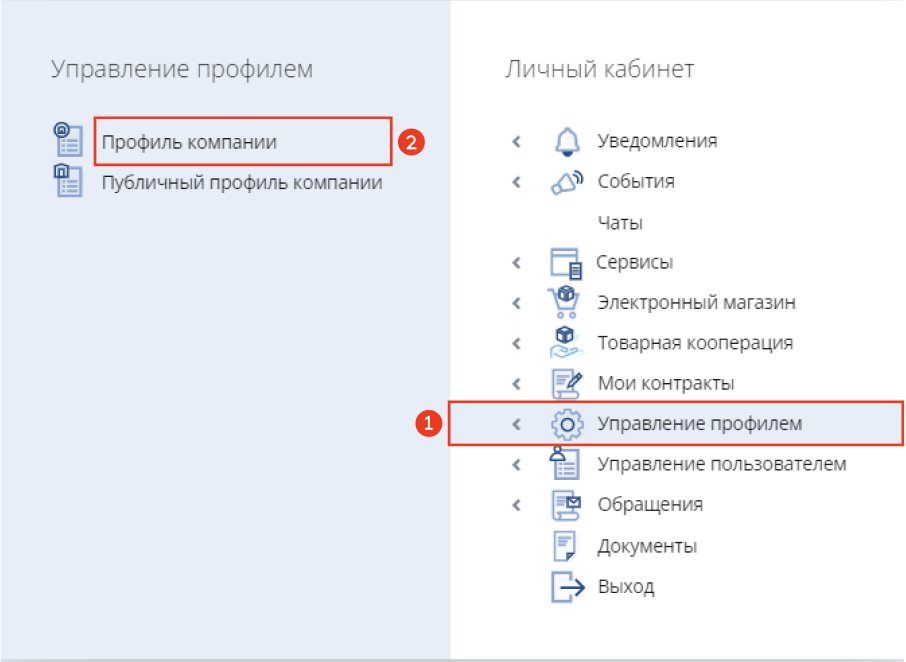 Управление профилем
Профиль компании 2
Публичный профиль компании
Личный кабинет
Уведомления
События
Чаты
Сервисы
Электронный магазин
Товарная кооперация
Мои контракты
1 Управление профилем
Управление пользователем
Обращения
Документы
Выход